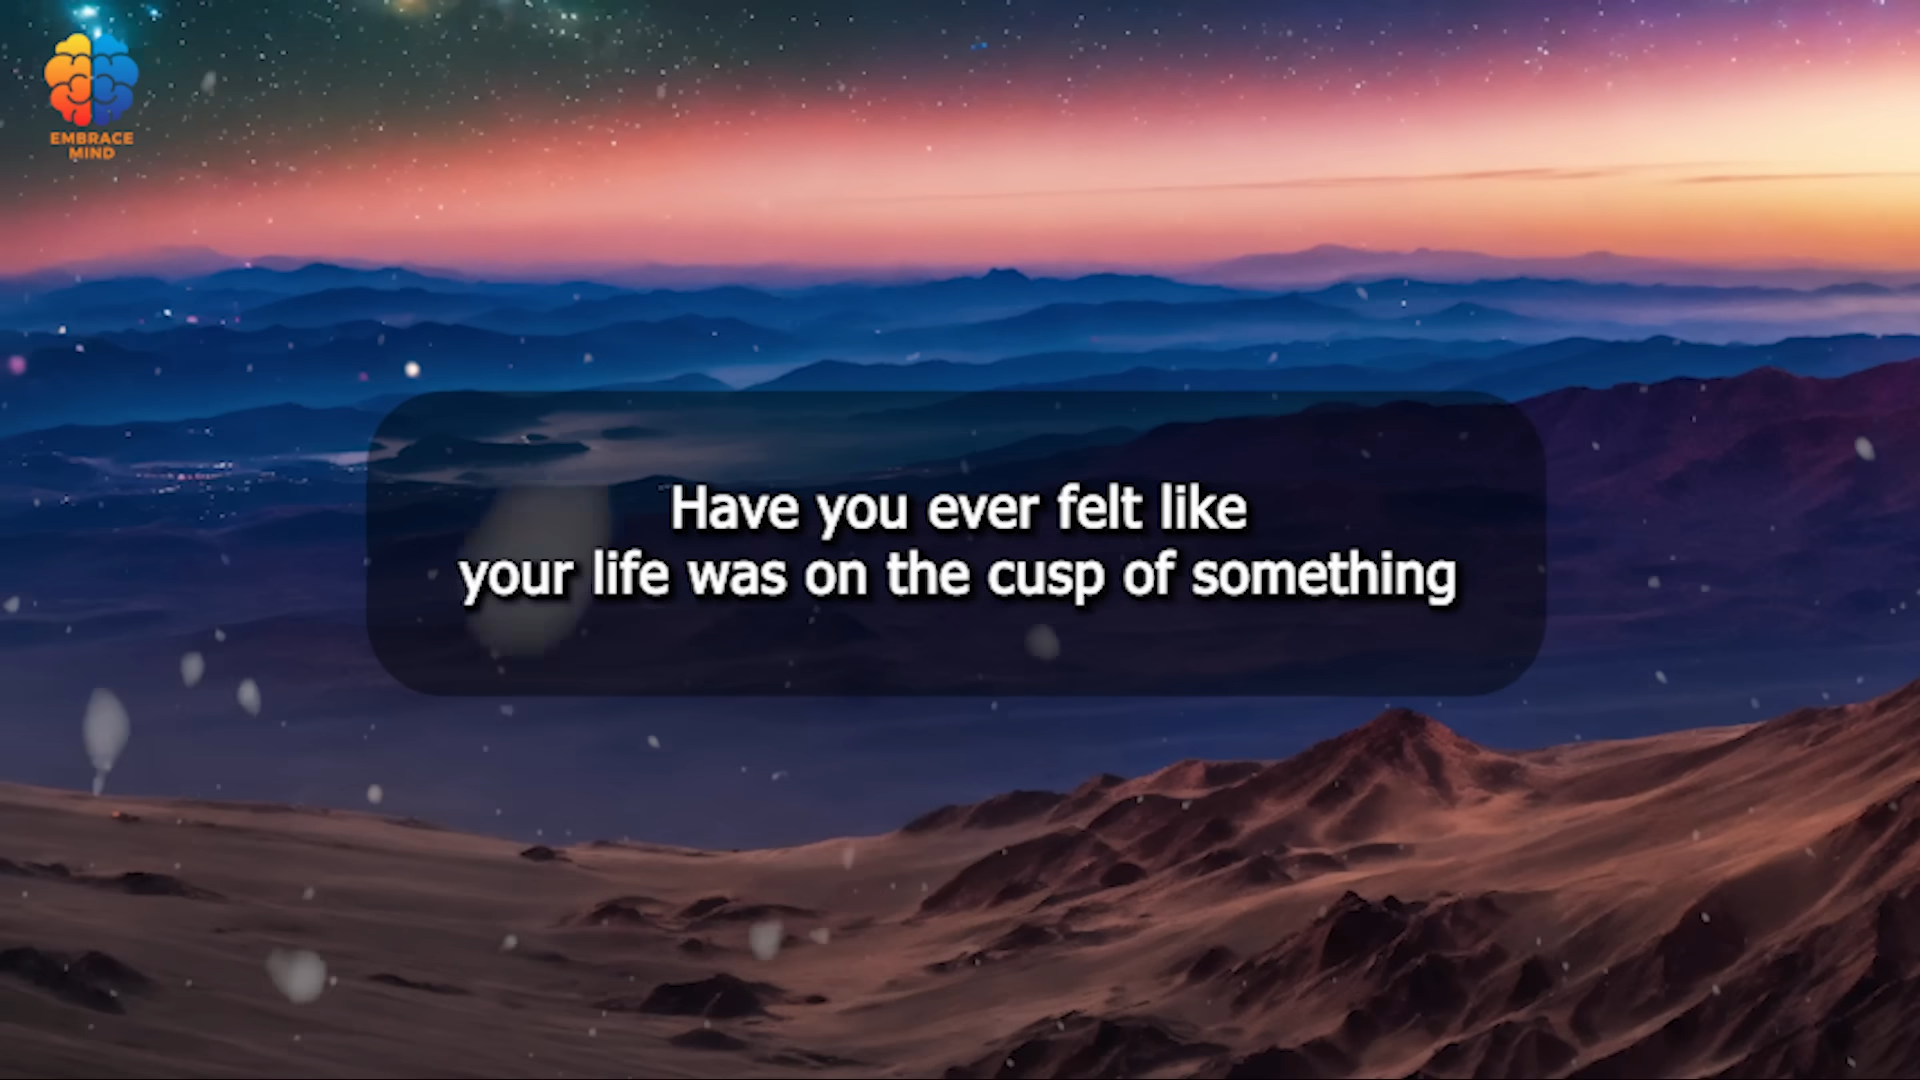 EMBRACE
MIND
Have you ever felt like
your life was on the cusp of something